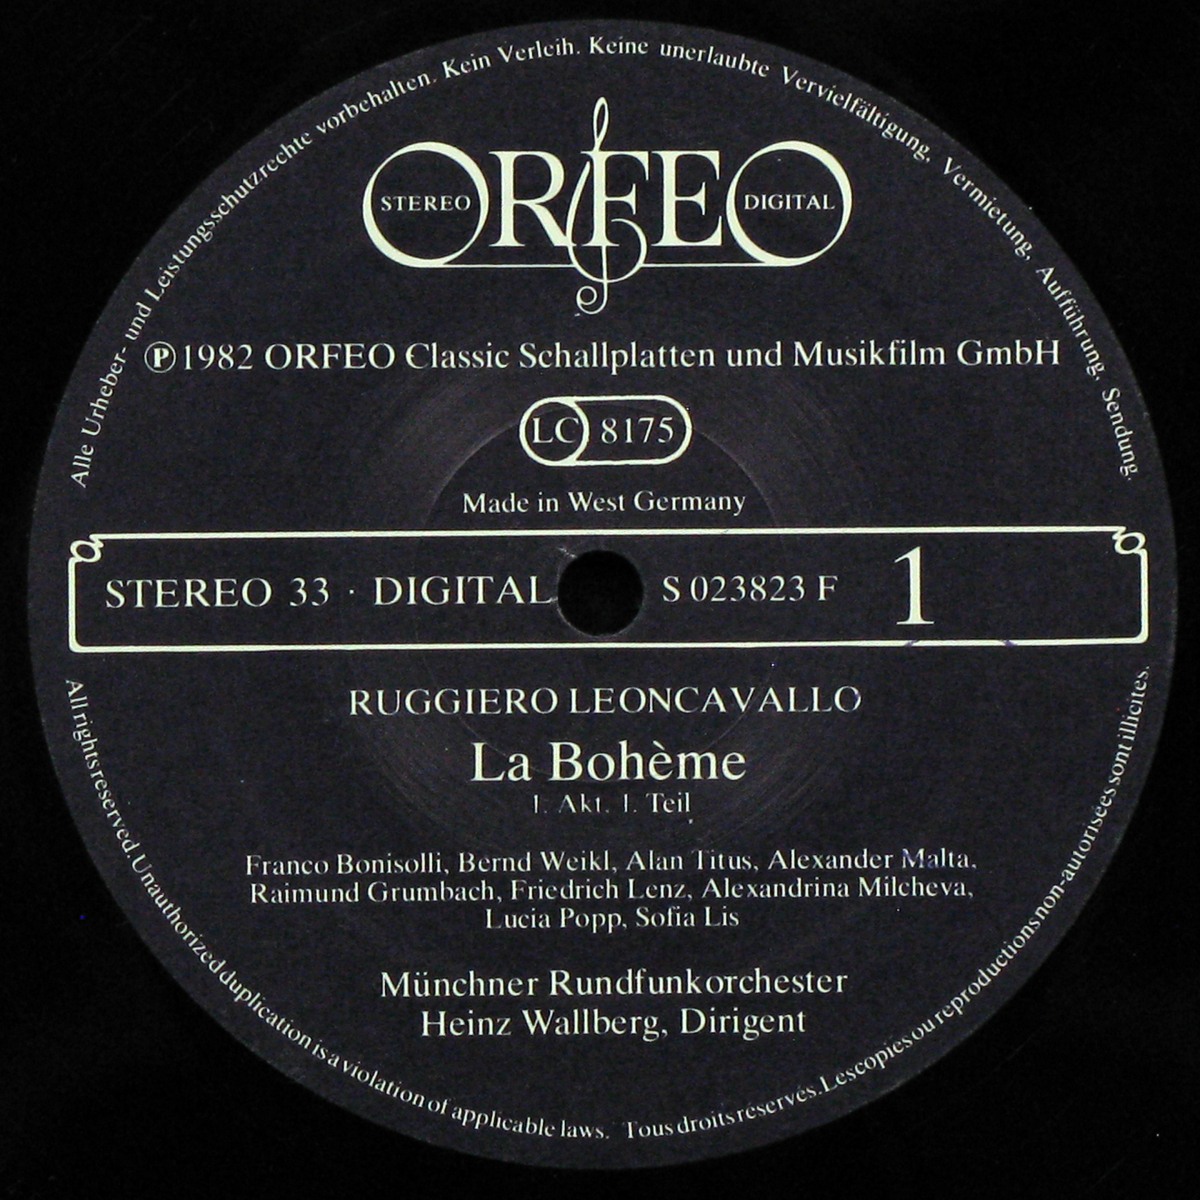 Alle Urheber- und Leistungsschutzrechte vorbehalten. Kein Verleih. Keine unerlaubte Vervielfältigung, Vermietung, Aufführung, Sendung.
ORFEO
STEREO
DIGITAL
Ⓟ1982 ORFEO Classic Schallplatten und Musikfilm GmbH
LC 8175
Made in West Germany
STEREO 33 · DIGITAL S 023823 F 1
RUGGIERO LEONCAVALLO
La Bohème
1. Akt. 1. Teil
Franco Bonisolli, Bernd Weikl, Alan Titus, Alexander Malta,
Raimund Grumbach, Friedrich Lenz, Alexandrina Milcheva,
Lucia Popp, Sofia Lis
Münchner Rundfunkorchester
Heinz Wallberg, Dirigent
All rights reserved. Unauthorized duplication is a violation of applicable laws. Tous droits réservés. Les copies ou reproductions non-autorisées sont illicites.